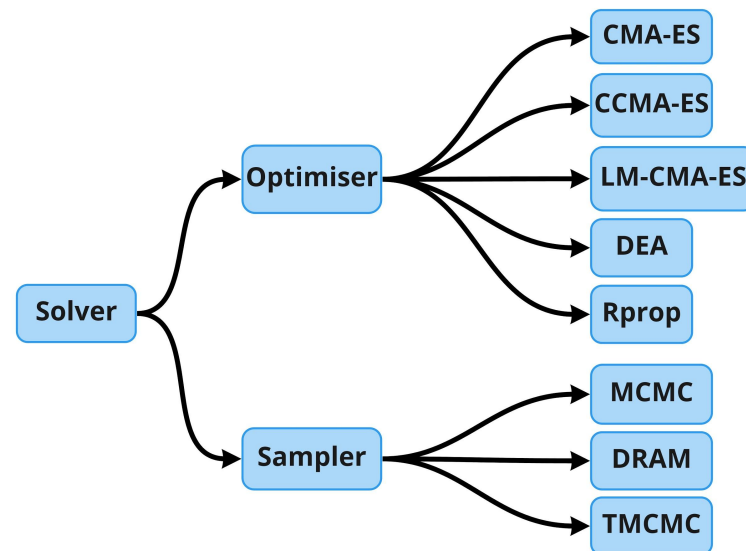 CMA-ES
CCMA-ES
Optimiser
LM-CMA-ES
DEA
Solver
Rprop
MCMC
Sampler
DRAM
TMCMC